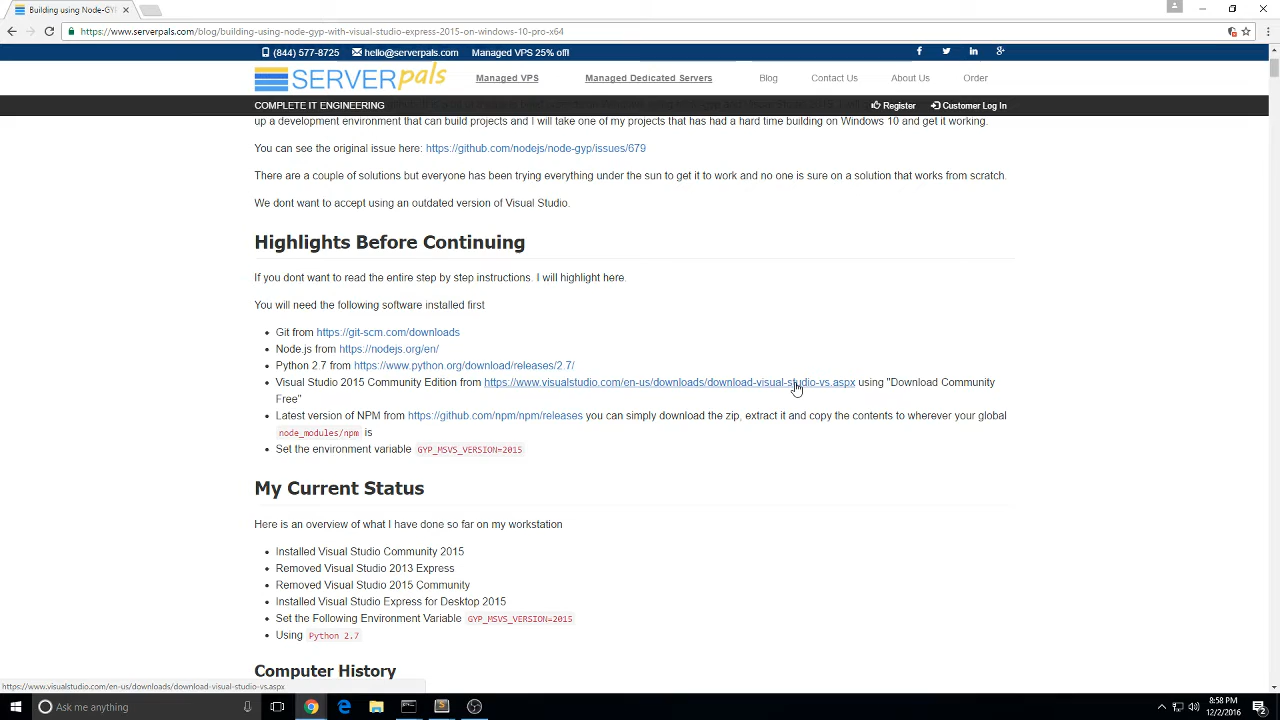 Building using Node-GYP
https://www.serverpals.com/blog/building-using-node-gyp-with-visual-studio-express-2015-on-windows-10-pro-x64
(844) 577-8725 hello@serverpals.com Managed VPS 25% off!
SERVERpals Managed VPS Managed Dedicated Servers Blog Contact Us About Us Order
COMPLETE IT ENGINEERING Register Customer Log In
up a development environment that can build projects and I will take one of my projects that has had a hard time building on Windows 10 and get it working.
You can see the original issue here: https://github.com/nodejs/node-gyp/issues/679
There are a couple of solutions but everyone has been trying everything under the sun to get it to work and no one is sure on a solution that works from scratch.
We dont want to accept using an outdated version of Visual Studio.
Highlights Before Continuing
If you dont want to read the entire step by step instructions. I will highlight here.
You will need the following software installed first
Git from https://git-scm.com/downloads
Node.js from https://nodejs.org/en/
Python 2.7 from https://www.python.org/download/releases/2.7/
Visual Studio 2015 Community Edition from https://www.visualstudio.com/en-us/downloads/download-visual-studio-vs.aspx using "Download Community
Free"
Latest version of NPM from https://github.com/npm/npm/releases you can simply download the zip, extract it and copy the contents to wherever your global
node_modules/npm is
Set the environment variable GYP_MSVS_VERSION=2015
My Current Status
Here is an overview of what I have done so far on my workstation
Installed Visual Studio Community 2015
Removed Visual Studio 2013 Express
Removed Visual Studio 2015 Community
Installed Visual Studio Express for Desktop 2015
Set the Following Environment Variable GYP_MSVS_VERSION=2015
Using Python 2.7
Computer History
https://www.visualstudio.com/en-us/downloads/download-visual-studio-vs.aspx
Ask me anything
8:58 PM
12/2/2016
2